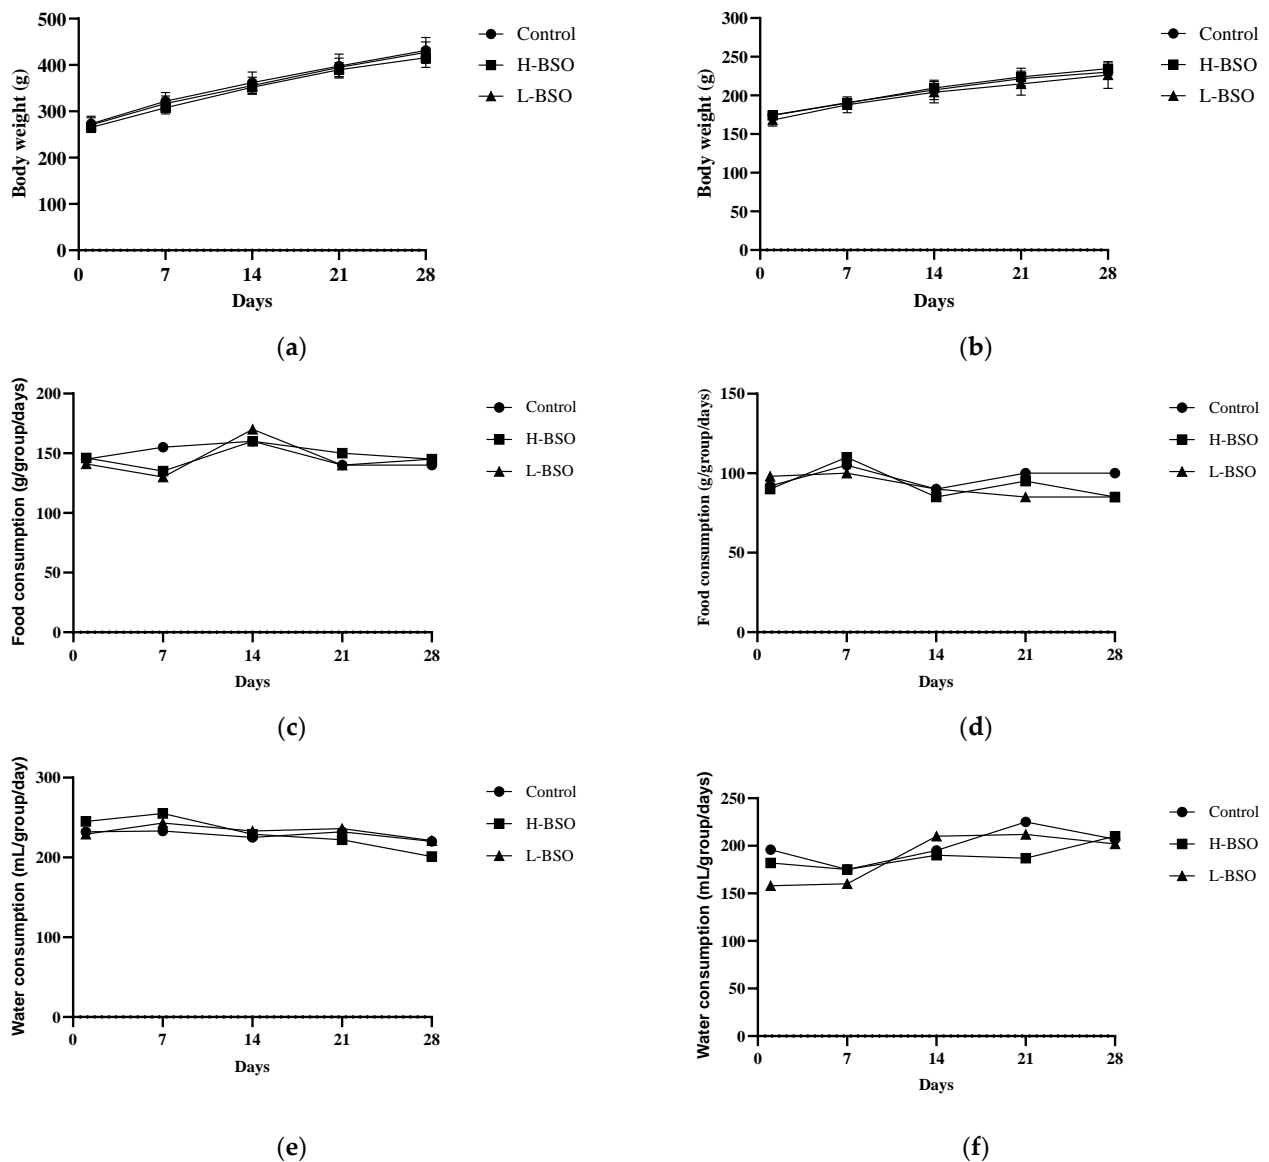 500
400
300
200
100
0
Body weight (g)
0 7 14 21 28
Days
Control
H-BSO
L-BSO
(a)
300
250
200
150
100
50
0
Body weight (g)
0 7 14 21 28
Days
Control
H-BSO
L-BSO
(b)
200
150
100
50
0
Food consumption (g/group/days)
0 7 14 21 28
Days
Control
H-BSO
L-BSO
(c)
150
100
50
0
Food consumption (g/group/days)
0 7 14 21 28
Days
Control
H-BSO
L-BSO
(d)
300
200
100
0
Water consumption (mL/group/day)
0 7 14 21 28
Days
Control
H-BSO
L-BSO
(e)
250
200
150
100
50
0
Water consumption (mL/group/days)
0 7 14 21 28
Days
Control
H-BSO
L-BSO
(f)